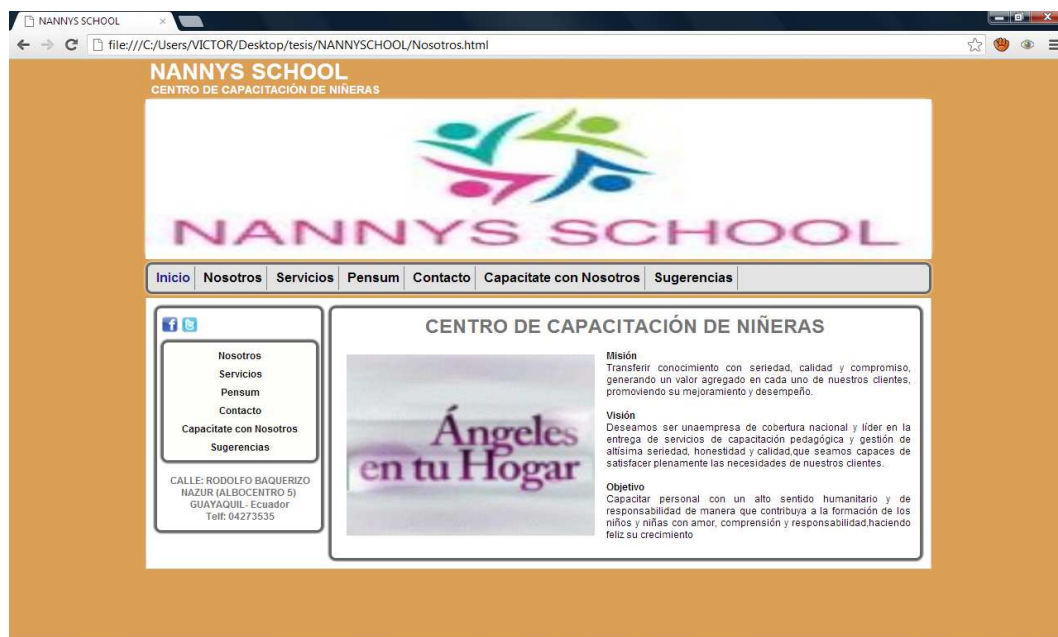 NANNYS SCHOOL
file:///C:/Users/VICTOR/Desktop/tesis/NANNYSCHOOL/Nosotros.html
NANNYS SCHOOL
CENTRO DE CAPACITACIÓN DE NIÑERAS
NANNYS SCHOOL
Inicio Nosotros Servicios Pensum Contacto Capacitate con Nosotros Sugerencias
Nosotros
Servicios
Pensum
Contacto
Capacitate con Nosotros
Sugerencias
CALLE: RODOLFO BAQUERIZO
NAZUR (ALBOCENTRO 5)
GUAYAQUIL- Ecuador
Telf: 04273535
CENTRO DE CAPACITACIÓN DE NIÑERAS
Ángeles
en tu Hogar
Misión
Transferir conocimiento con seriedad, calidad y compromiso,
generando un valor agregado en cada uno de nuestros clientes,
promoviendo su mejoramiento y desempeño.
Visión
Deseamos ser unaempresa de cobertura nacional y líder en la
entrega de servicios de capacitación pedagógica y gestión de
altísima seriedad, honestidad y calidad,que seamos capaces de
satisfacer plenamente las necesidades de nuestros clientes.
Objetivo
Capacitar personal con un alto sentido humanitario y de
responsabilidad de manera que contribuya a la formación de los
niños y niñas con amor, comprensión y responsabilidad,haciendo
feliz su crecimiento